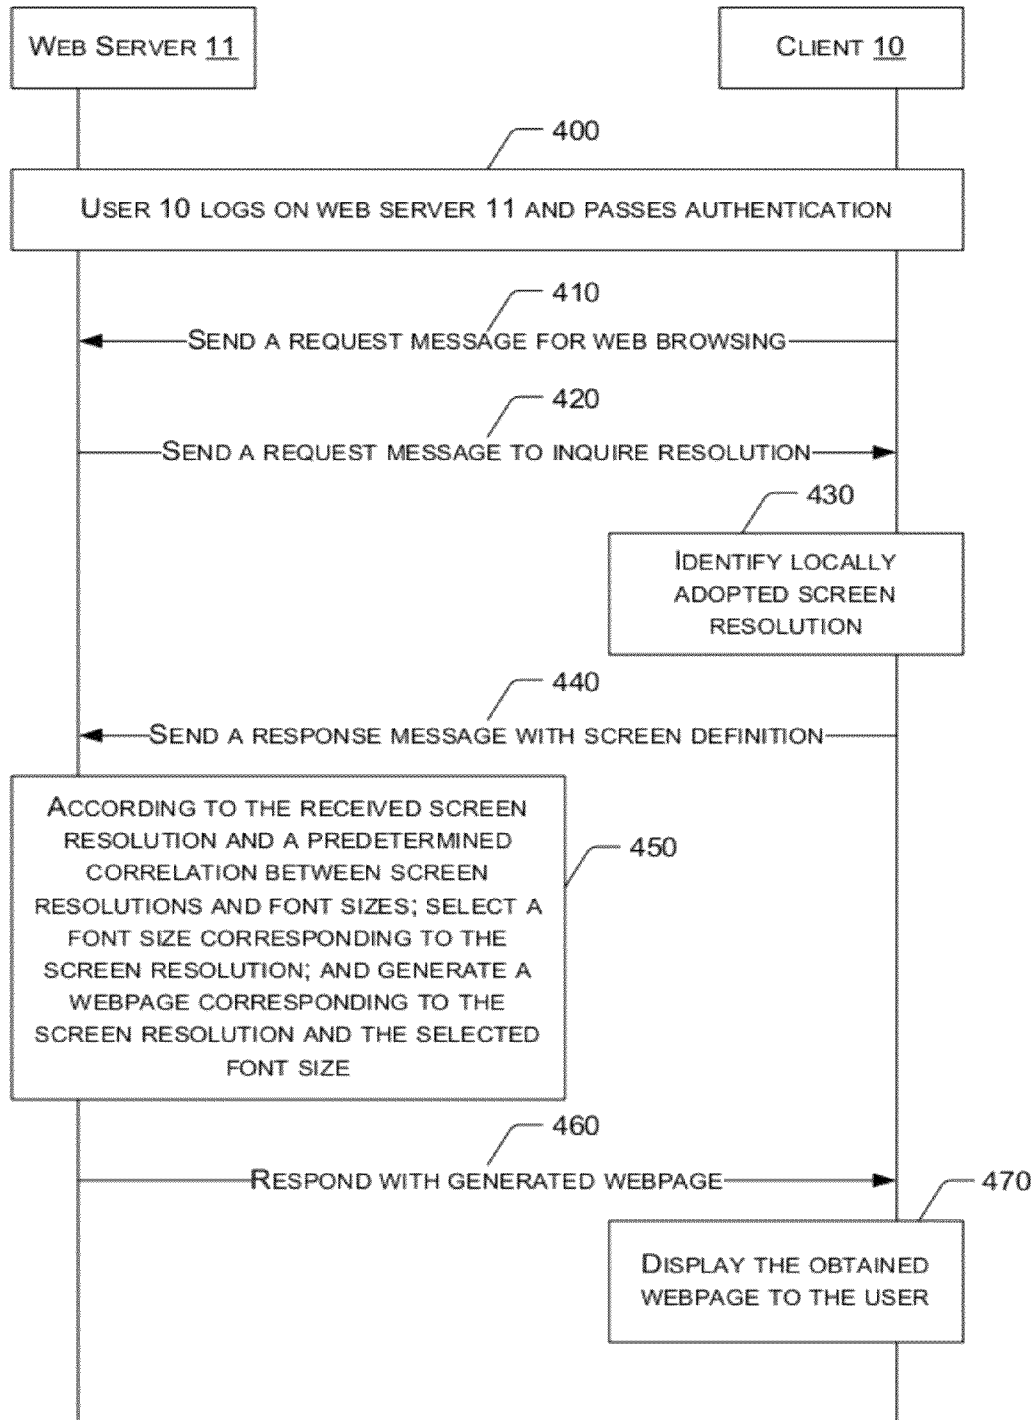 WEB SERVER 11
CLIENT 10
400
USER 10 LOGS ON WEB SERVER 11 AND PASSES AUTHENTICATION
410
SEND A REQUEST MESSAGE FOR WEB BROWSING
420
SEND A REQUEST MESSAGE TO INQUIRE RESOLUTION
430
IDENTIFY LOCALLY
ADOPTED SCREEN
RESOLUTION
440
SEND A RESPONSE MESSAGE WITH SCREEN DEFINITION
ACCORDING TO THE RECEIVED SCREEN
RESOLUTION AND A PREDETERMINED
CORRELATION BETWEEN SCREEN
RESOLUTIONS AND FONT SIZES; SELECT A
FONT SIZE CORRESPONDING TO THE
SCREEN RESOLUTION; AND GENERATE A
WEBPAGE CORRESPONDING TO THE
SCREEN RESOLUTION AND THE SELECTED
FONT SIZE
450
460
RESPOND WITH GENERATED WEBPAGE
470
DISPLAY THE OBTAINED
WEBPAGE TO THE USER